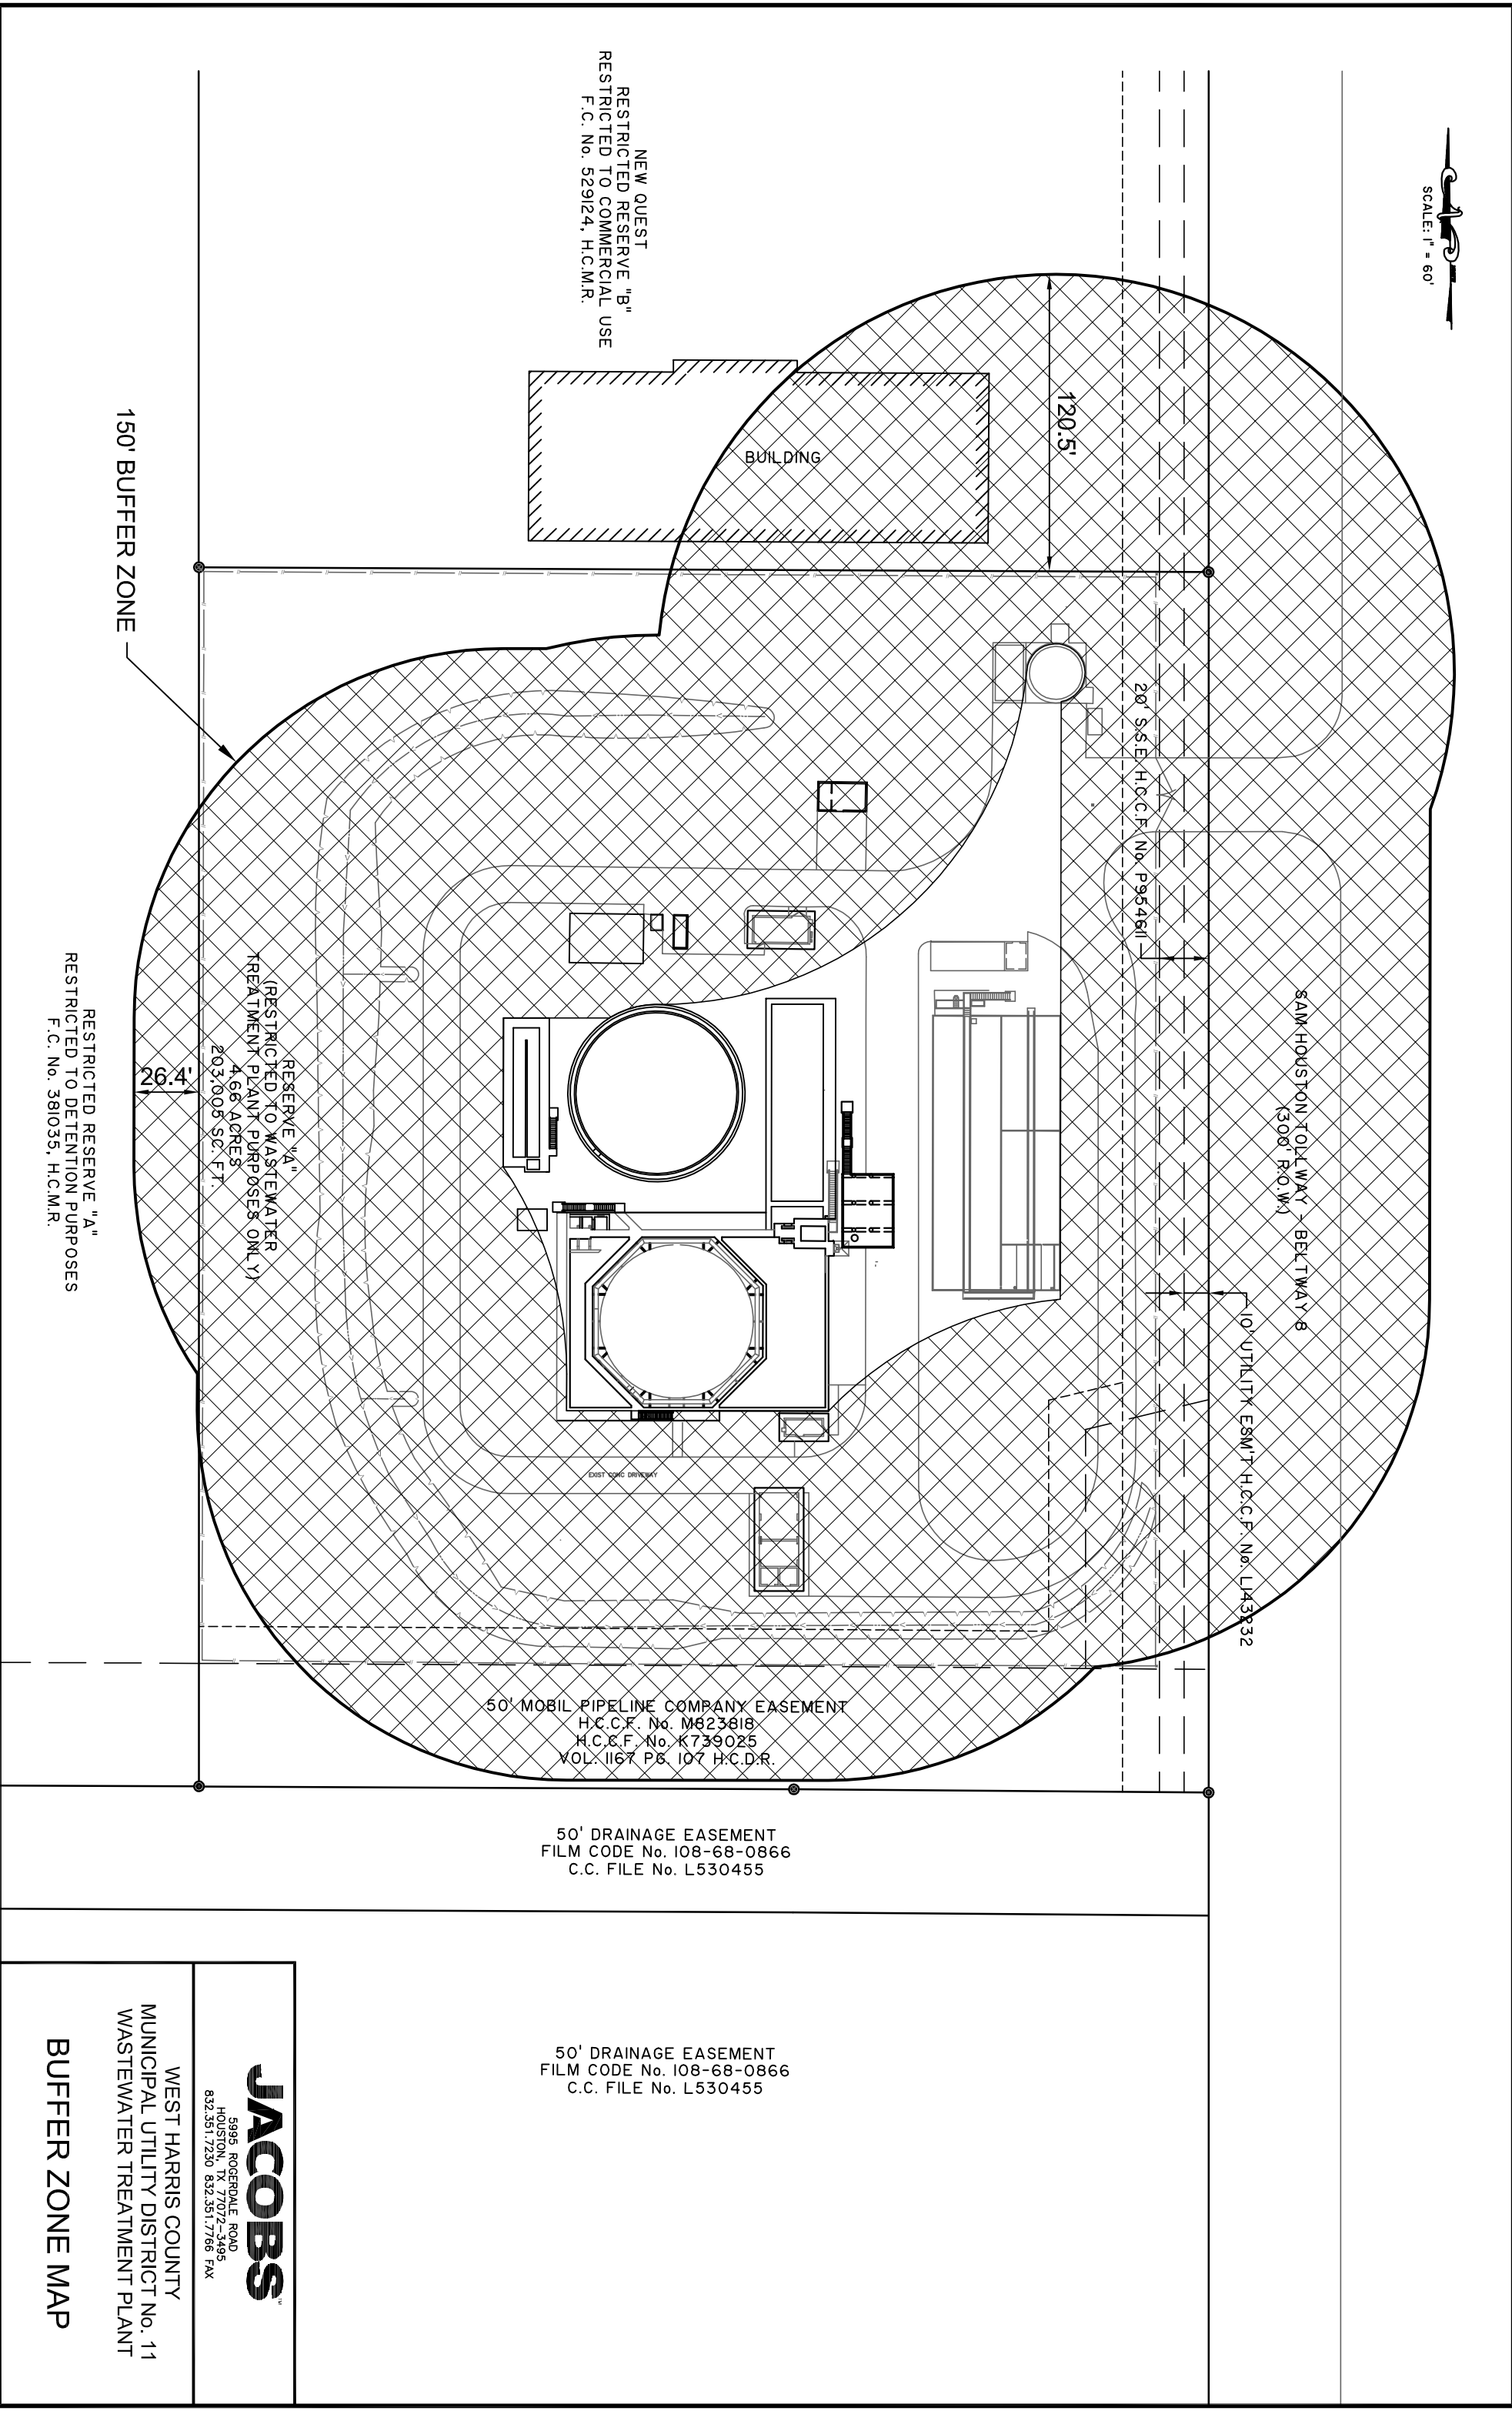 SCALE: 1" = 60'
NEW QUEST
RESTRICTED RESERVE "B"
RESTRICTED TO COMMERCIAL USE
F.C. No. 529124, H.C.M.R.
120.5'
BUILDING
150' BUFFER ZONE
20' S.S.E. H.C.C.F. No. P954611
SAM HOUSTON TOLLWAY - BELTWAY 8
(300' R.O.W.)
10' UTILITY ESM'T H.C.C.F. No. L143232
RESERVE "A"
(RESTRICTED TO WASTEWATER
TREATMENT PLANT PURPOSES ONLY)
4.66 ACRES
203,005 SC. FT.
26.4'
RESTRICTED RESERVE "A"
RESTRICTED TO DETENTION PURPOSES
F.C. No. 381035, H.C.M.R.
EXIST CONC DRIVEWAY
50' MOBIL PIPELINE COMPANY EASEMENT
H.C.C.F. No. M823818
H.C.C.F. No. K739025
VOL. 1167 PG. 107 H.C.D.R.
50' DRAINAGE EASEMENT
FILM CODE No. 108-68-0866
C.C. FILE No. L530455
50' DRAINAGE EASEMENT
FILM CODE No. 108-68-0866
C.C. FILE No. L530455
JACOBS™
5995 ROGERDALE ROAD
HOUSTON, TX 77072-3495
832.351.7230 832.351.7766 FAX
WEST HARRIS COUNTY
MUNICIPAL UTILITY DISTRICT No. 11
WASTEWATER TREATMENT PLANT
BUFFER ZONE MAP